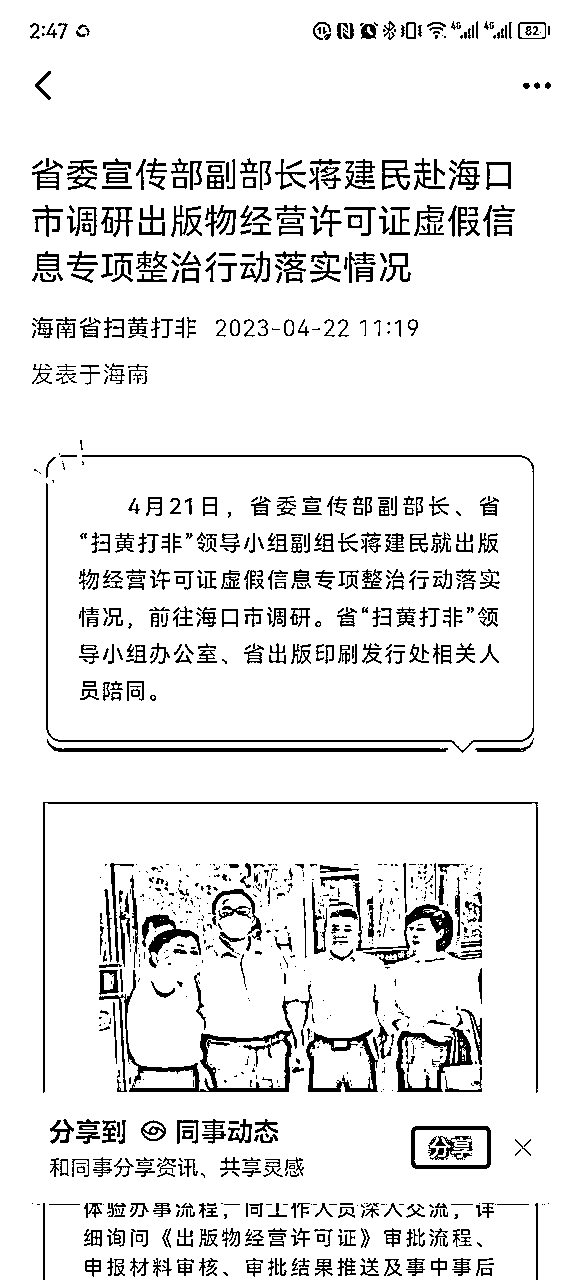 2:47
82
省委宣传部副部长蒋建民赴海口
市调研出版物经营许可证虚假信
息专项整治行动落实情况
海南省扫黄打非 2023-04-22 11:19
发表于海南
4月21日，省委宣传部副部长、省
“扫黄打非”领导小组副组长蒋建民就出版
物经营许可证虚假信息专项整治行动落实
情况，前往海口市调研。省“扫黄打非”领
导小组办公室、省出版印刷发行处相关人
员陪同。
分享到 同事动态
分享
和同事分享资讯、共享灵感
体验办事流程，同工作人员深入交流，详
细询问《出版物经营许可证》审批流程、
申报材料审核、审批结果推送及事中事后